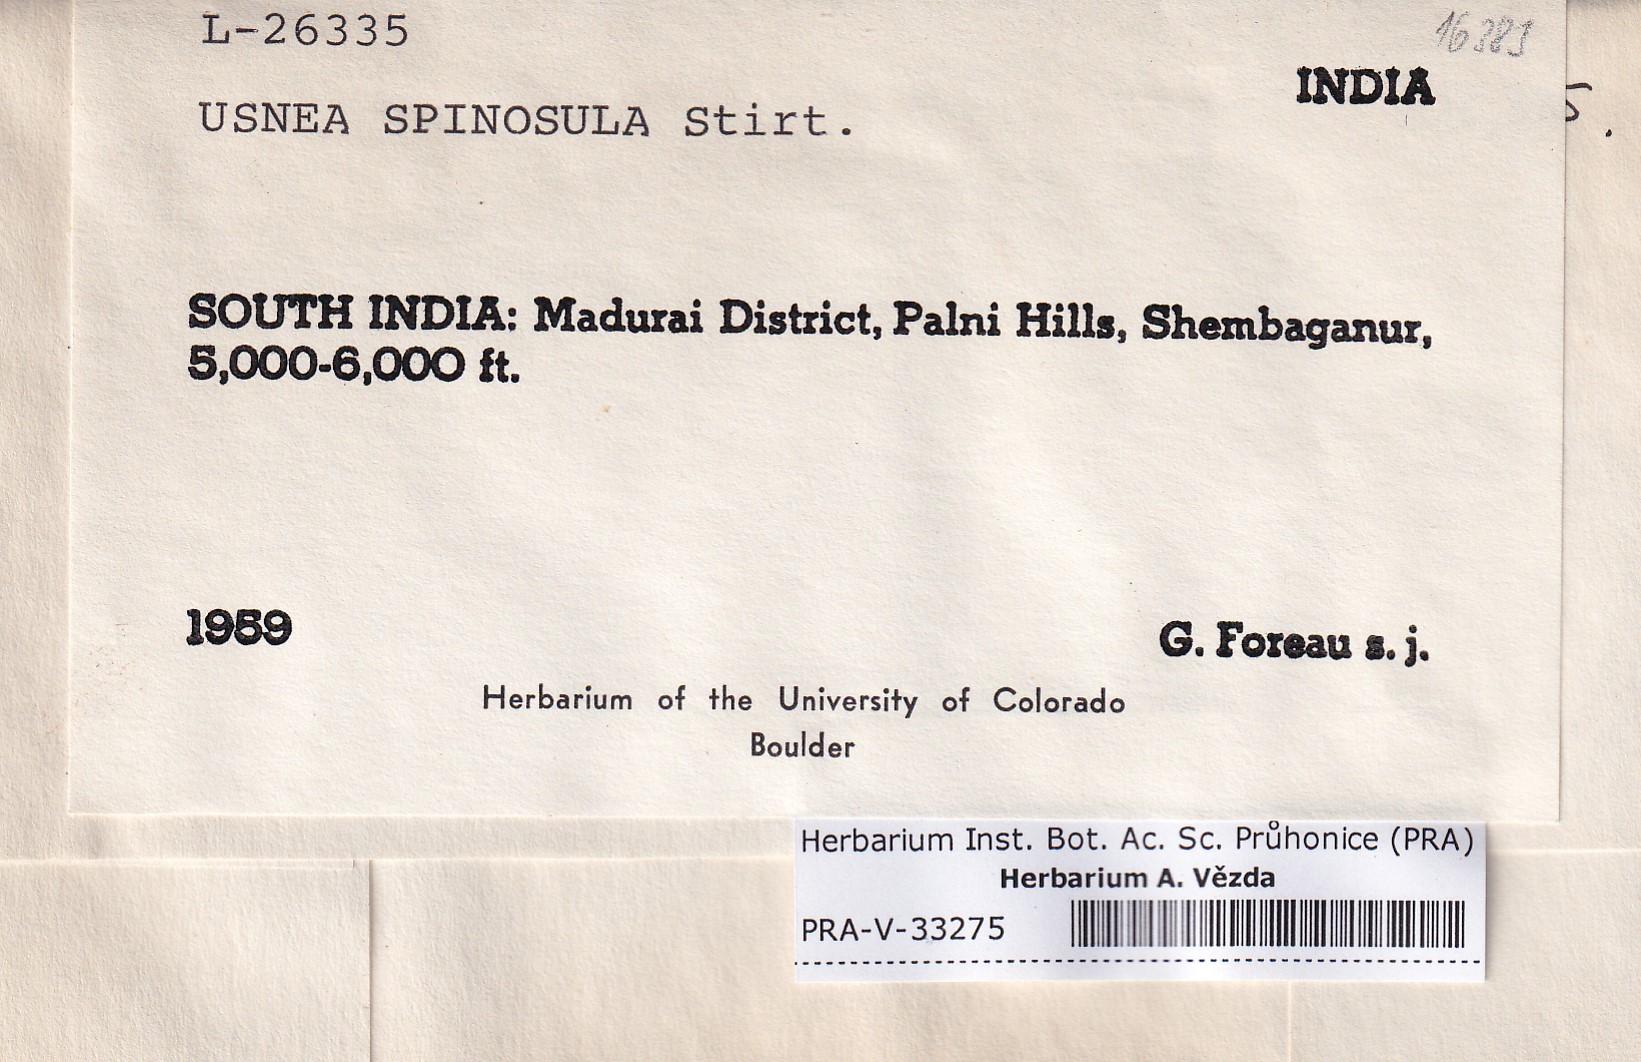 L-26335
INDIA
USNEA SPINOSULA Stirt.
SOUTH INDIA: Madurai District, Palni Hills, Shembaganur,
5,000-6,000 ft.
1959
G. Foreau s. j.
Herbarium of the University of Colorado
Boulder
Herbarium Inst. Bot. Ac. Sc. Průhonice (PRA)
Herbarium A. Vězda
PRA-V-33275